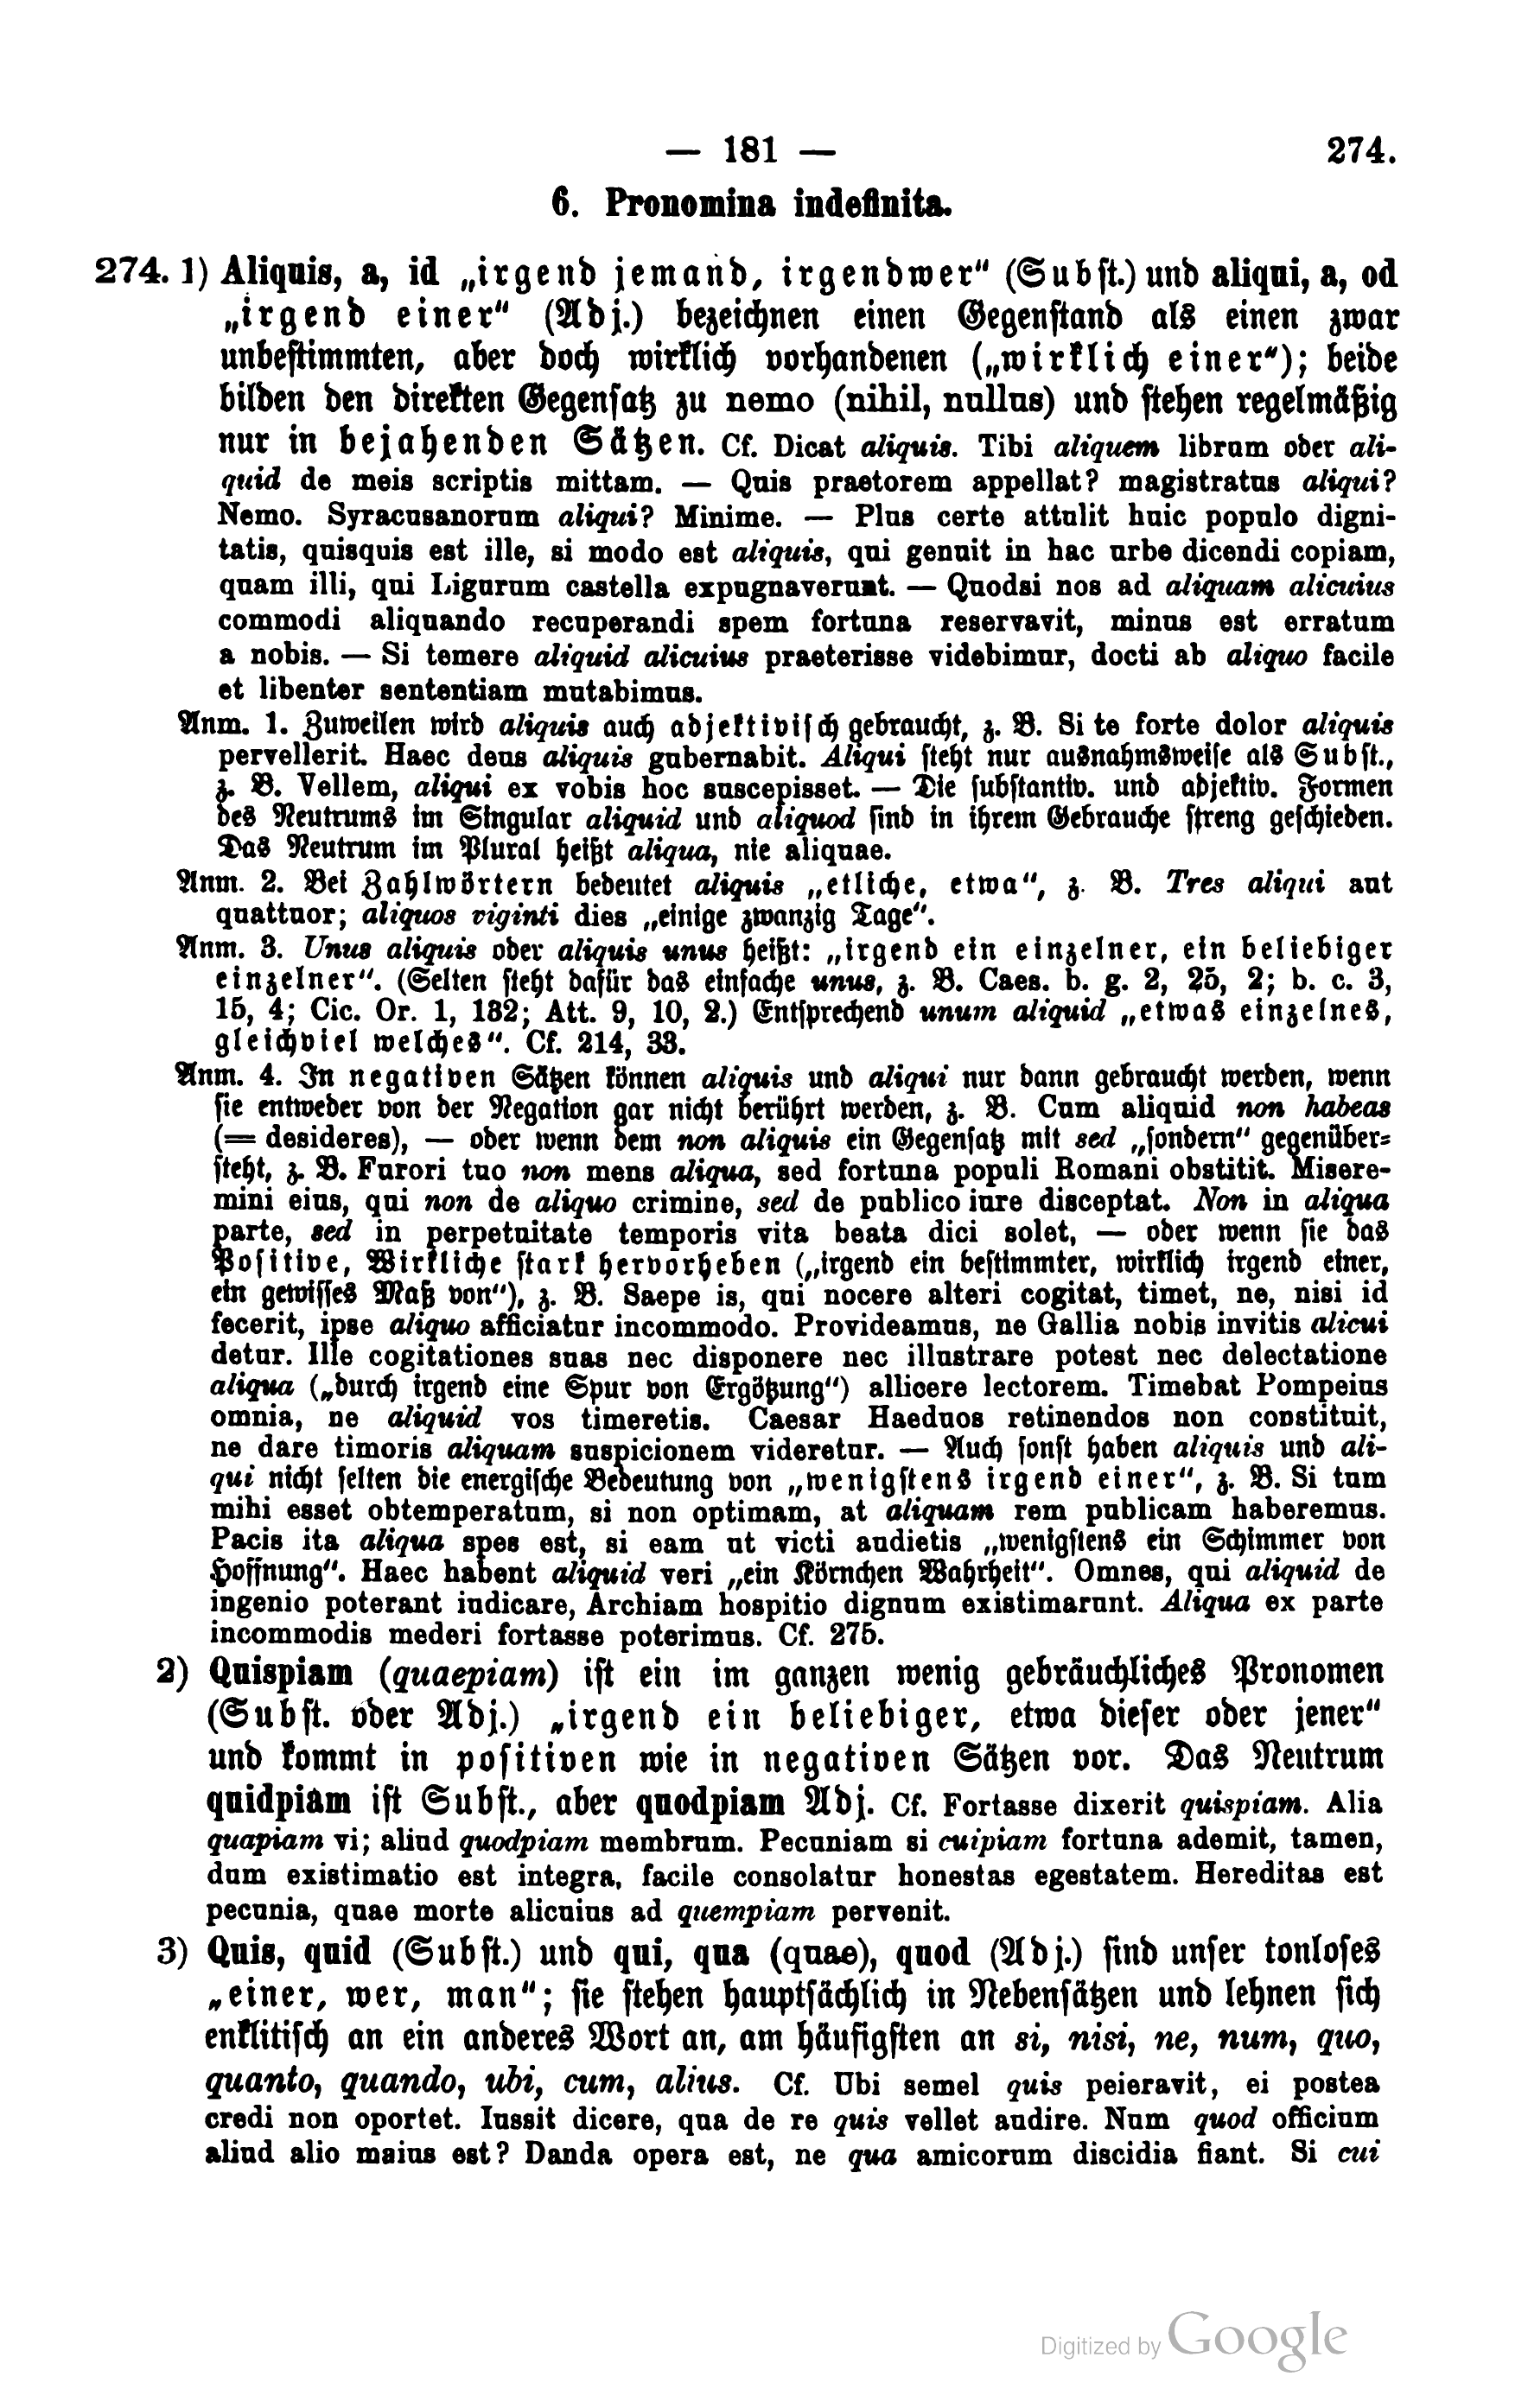 — 181 — 274.
6. Pronomina indefinita.
274. 1) Aliquis, a, id „irgend jemand, irgendwer“ (Subst.) und aliqui, a, od
„irgend einer“ (Adj.) bezeichnen einen Gegenstand als einen zwar
unbestimmten, aber doch wirklich vorhandenen („wirklich einer“); beide
bilden den direkten Gegensatz zu nemo (nihil, nullus) und stehen regelmäßig
nur in bejahenden Sätzen. Cf. Dicat aliquis. Tibi aliquem librum oder ali-
quid de meis scriptis mittam. — Quis praetorem appellat? magistratus aliqui?
Nemo. Syracusanorum aliqui? Minime. — Plus certe attulit huic populo digni-
tatis, quisquis est ille, si modo est aliquis, qui genuit in hac urbe dicendi copiam,
quam illi, qui Ligurum castella expugnaverunt. — Quodsi nos ad aliquam alicuius
commodi aliquando recuperandi spem fortuna reservavit, minus est erratum
a nobis. — Si temere aliquid alicuius praeterisse videbimur, docti ab aliquo facile
et libenter sententiam mutabimus.
Anm. 1. Zuweilen wird aliquis auch adjektivisch gebraucht, z. B. Si te forte dolor aliquis
pervellerit. Haec deus aliquis gubernabit. Aliqui steht nur ausnahmsweise als Subst.,
z. B. Vellem, aliqui ex vobis hoc suscepisset. — Die substantiv. und adjektiv. Formen
des Neutrums im Singular aliquid und aliquod sind in ihrem Gebrauche streng geschieden.
Das Neutrum im Plural heißt aliqua, nie aliquae.
Anm. 2. Bei Zahlwörtern bedeutet aliquis „etliche, etwa“, z. B. Tres aliqui aut
quattuor; aliquos viginti dies „einige zwanzig Tage“.
Anm. 3. Unus aliquis oder aliquis unus heißt: „irgend ein einzelner, ein beliebiger
einzelner“. (Selten steht dafür das einfache unus, z. B. Caes. b. g. 2, 25, 2; b. c. 3,
15, 4; Cic. Or. 1, 132; Att. 9, 10, 2.) Entsprechend unum aliquid „etwas einzelnes,
gleichviel welches“. Cf. 214, 33.
Anm. 4. In negativen Sätzen können aliquis und aliqui nur dann gebraucht werden, wenn
sie entweder von der Negation gar nicht berührt werden, z. B. Cum aliquid non habeas
(= desideres), — oder wenn dem non aliquis ein Gegensatz mit sed „sondern“ gegenüber-
steht, z. B. Furori tuo non mens aliqua, sed fortuna populi Romani obstitit. Misere-
mini eius, qui non de aliquo crimine, sed de publico iure disceptat. Non in aliqua
parte, sed in perpetuitate temporis vita beata dici solet, — oder wenn sie das
Positive, Wirkliche stark hervorheben („irgend ein bestimmter, wirklich irgend einer,
ein gewisses Maß von“), z. B. Saepe is, qui nocere alteri cogitat, timet, ne, nisi id
fecerit, ipse aliquo afficiatur incommodo. Provideamus, ne Gallia nobis invitis alicui
detur. Ille cogitationes suas nec disponere nec illustrare potest nec delectatione
aliqua („durch irgend eine Spur von Ergötzung“) allicere lectorem. Timebat Pompeius
omnia, ne aliquid vos timeretis. Caesar Haeduos retinendos non constituit,
ne dare timoris aliquam suspicionem videretur. — Auch sonst haben aliquis und ali-
qui nicht selten die energische Bedeutung von „wenigstens irgend einer“, z. B. Si tum
mihi esset obtemperatum, si non optimam, at aliquam rem publicam haberemus.
Pacis ita aliqua spes est, si eam ut victi audietis „wenigstens ein Schimmer von
Hoffnung“. Haec habent aliquid veri „ein Körnchen Wahrheit“. Omnes, qui aliquid de
ingenio poterant iudicare, Archiam hospitio dignum existimarunt. Aliqua ex parte
incommodis mederi fortasse poterimus. Cf. 275.
2) Quispiam (quaepiam) ist ein im ganzen wenig gebräuchliches Pronomen
(Subst. oder Adj.) „irgend ein beliebiger, etwa dieser oder jener“
und kommt in positiven wie in negativen Sätzen vor. Das Neutrum
quidpiam ist Subst., aber quodpiam Adj. Cf. Fortasse dixerit quispiam. Alia
quapiam vi; aliud quodpiam membrum. Pecuniam si cuipiam fortuna ademit, tamen,
dum existimatio est integra, facile consolatur honestas egestatem. Hereditas est
pecunia, quae morte alicuius ad quempiam pervenit.
3) Quis, quid (Subst.) und qui, qua (quae), quod (Adj.) sind unser tonloses
„einer, wer, man“; sie stehen hauptsächlich in Nebensätzen und lehnen sich
enklitisch an ein anderes Wort an, am häufigsten an si, nisi, ne, num, quo,
quanto, quando, ubi, cum, alius. Cf. Ubi semel quis peieravit, ei postea
credi non oportet. Iussit dicere, qua de re quis vellet audire. Num quod officium
aliud alio maius est? Danda opera est, ne qua amicorum discidia fiant. Si cui
Digitized by Google